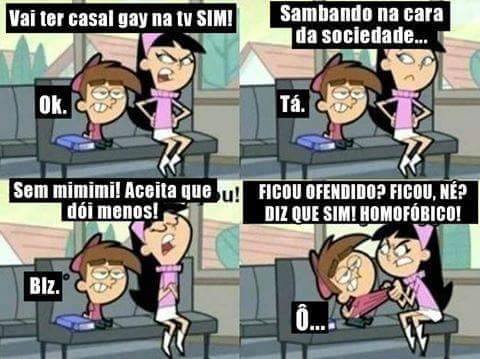 Vai ter casal gay na tv SIM!
Ok.
Sambando na cara
da sociedade...
Tá.
Sem mimimi! Aceita que
dói menos!
Blz.
FICOU OFENDIDO? FICOU, NÉ?
DIZ QUE SIM! HOMOFÓBICO!
Ô...